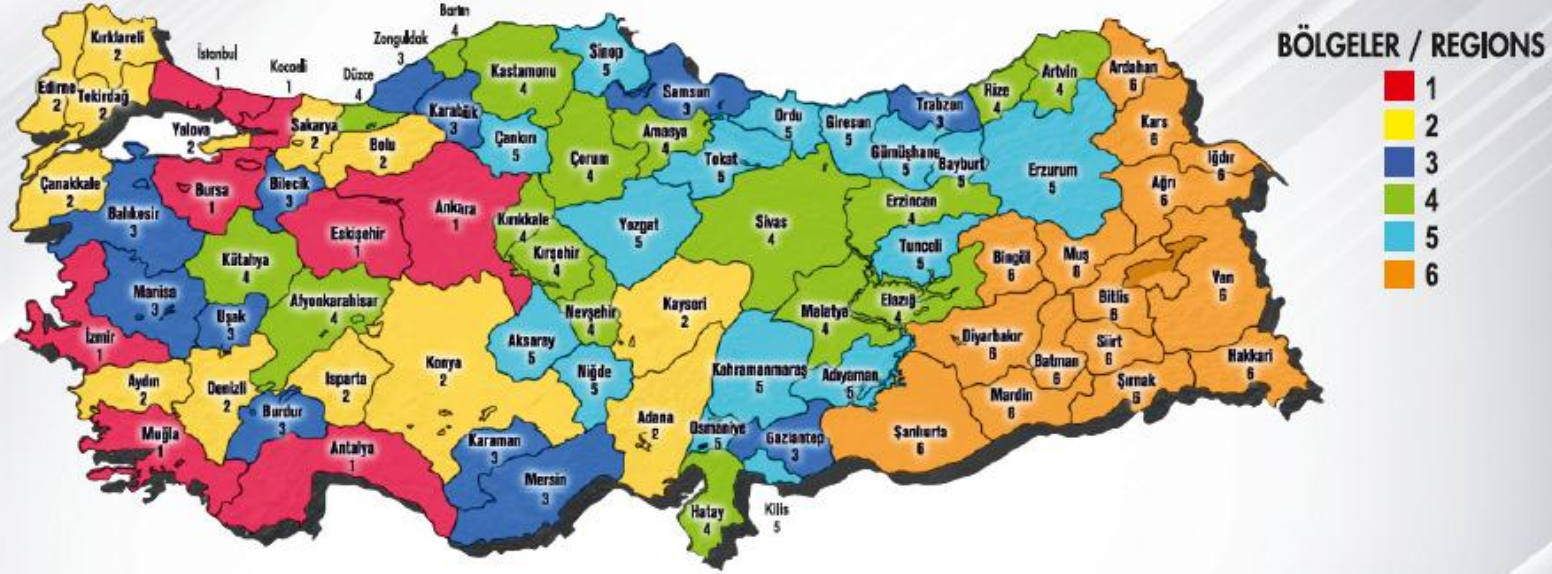 Bartın
4
Zonguldak
3
Düzce
4
İstanbul
1
Kocaeli
1
Kırklareli
2
Edirne
2
Tekirdağ
2
Yalova
2
Sakarya
2
Bolu
2
Karabük
3
Kastamonu
4
Sinop
5
Samsun
3
Çankırı
5
Çorum
4
Amasya
4
Tokat
5
Ordu
5
Giresun
5
Gümüşhane
5
Bayburt
5
Trabzon
3
Rize
4
Artvin
4
Ardahan
6
Kars
6
Iğdır
6
Ağrı
6
Erzurum
5
Erzincan
4
Çanakkale
2
Balıkesir
3
Bursa
1
Bilecik
3
Eskişehir
1
Ankara
1
Kırıkkale
4
Kırşehir
4
Yozgat
5
Sivas
4
Tunceli
5
Bingöl
6
Muş
6
Van
6
Bitlis
6
Kütahya
4
Manisa
3
Uşak
3
Afyonkarahisar
4
İzmir
1
Aydın
2
Denizli
2
Isparta
2
Burdur
3
Konya
2
Aksaray
5
Nevşehir
4
Niğde
5
Kayseri
2
Malatya
4
Elazığ
4
Diyarbakır
6
Batman
6
Siirt
6
Hakkari
6
Şırnak
6
Mardin
6
Şanlıurfa
6
Adıyaman
5
Kahramanmaraş
5
Osmaniye
5
Gaziantep
3
Adana
2
Muğla
1
Antalya
1
Karaman
3
Mersin
3
Hatay
4
Kilis
5
BÖLGELER / REGIONS
1
2
3
4
5
6